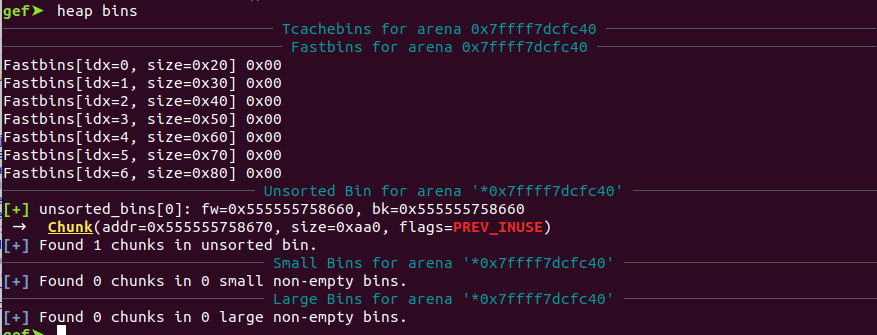 gef➤ heap bins
Tcachebins for arena 0x7ffff7dcfc40
Fastbins for arena 0x7ffff7dcfc40
Fastbins[idx=0, size=0x20] 0x00
Fastbins[idx=1, size=0x30] 0x00
Fastbins[idx=2, size=0x40] 0x00
Fastbins[idx=3, size=0x50] 0x00
Fastbins[idx=4, size=0x60] 0x00
Fastbins[idx=5, size=0x70] 0x00
Fastbins[idx=6, size=0x80] 0x00
Unsorted Bin for arena '*0x7ffff7dcfc40'
[+] unsorted_bins[0]: fw=0x555555758660, bk=0x555555758660
→ Chunk(addr=0x555555758670, size=0xaa0, flags=PREV_INUSE)
[+] Found 1 chunks in unsorted bin.
Small Bins for arena '*0x7ffff7dcfc40'
[+] Found 0 chunks in 0 small non-empty bins.
Large Bins for arena '*0x7ffff7dcfc40'
[+] Found 0 chunks in 0 large non-empty bins.
gef➤